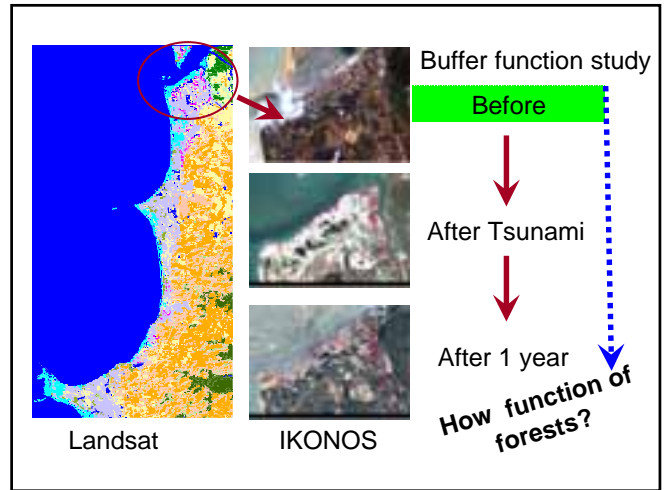 Buffer function study
Before
After Tsunami
After 1 year
How function of
forests?
Landsat
IKONOS